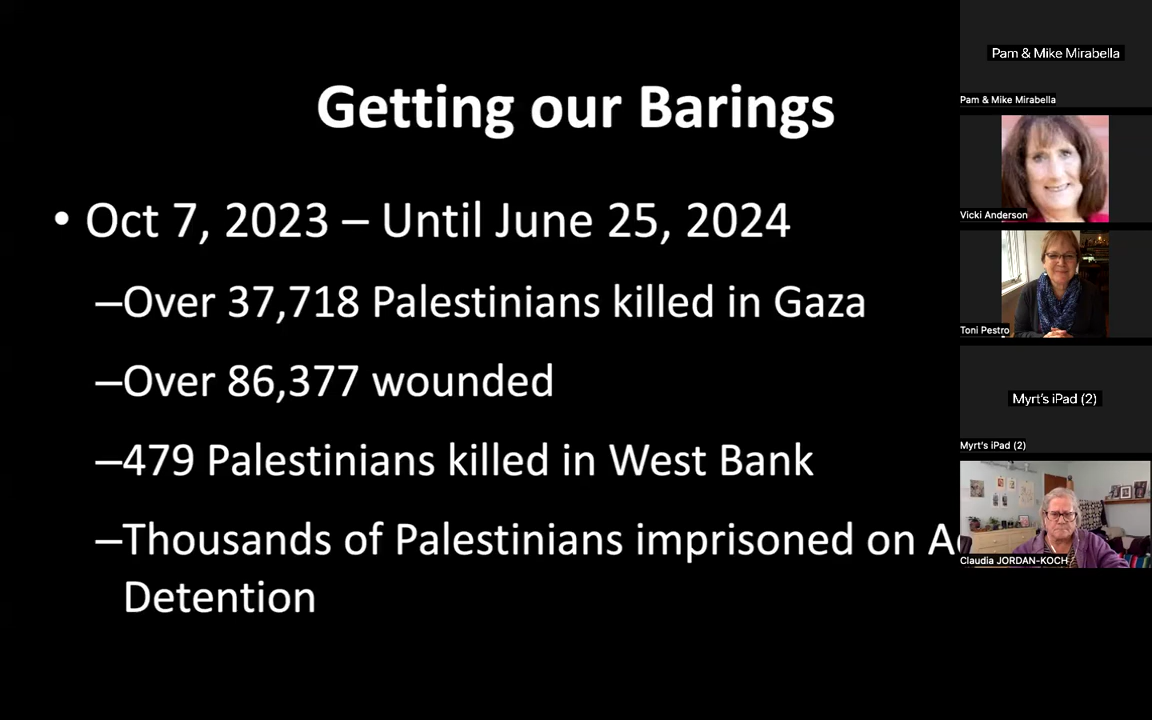 Getting our Barings
• Oct 7, 2023 – Until June 25, 2024
–Over 37,718 Palestinians killed in Gaza
–Over 86,377 wounded
–479 Palestinians killed in West Bank
–Thousands of Palestinians imprisoned on
Detention
Pam & Mike Mirabella
Pam & Mike Mirabella
Vicki Anderson
Toni Pestro
Myrt's iPad (2)
Myrt's iPad (2)
Claudia JORDAN-KOCH